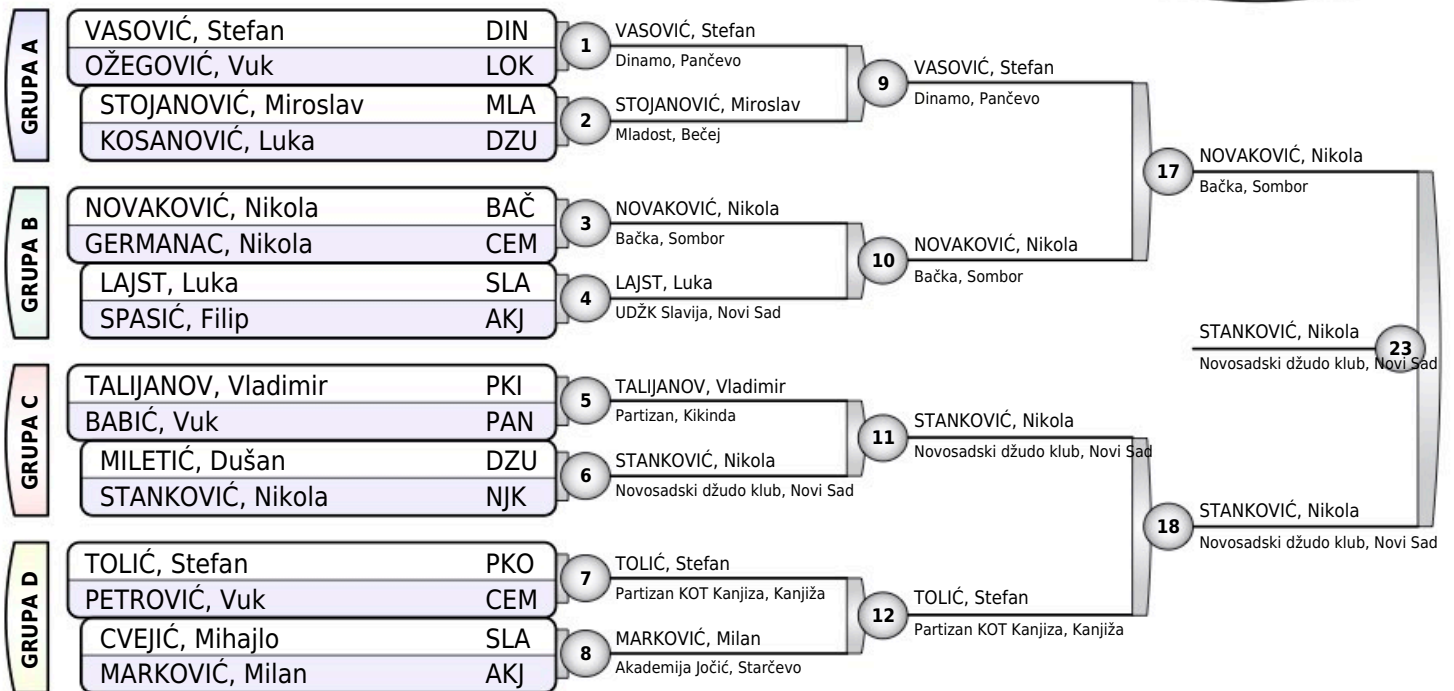 GRUPA A
VASOVIĆ, Stefan DIN
OŽEGOVIĆ, Vuk LOK
STOJANOVIĆ, Miroslav MLA
KOSANOVIĆ, Luka DZU
GRUPA B
NOVAKOVIĆ, Nikola BAČ
GERMANAC, Nikola CEM
LAJST, Luka SLA
SPASIĆ, Filip AKJ
GRUPA C
TALIJANOV, Vladimir PKI
BABIĆ, Vuk PAN
MILETIĆ, Dušan DZU
STANKOVIĆ, Nikola NJK
GRUPA D
TOLIĆ, Stefan PKO
PETROVIĆ, Vuk CEM
CVEJIĆ, Mihajlo SLA
MARKOVIĆ, Milan AKJ
1
VASOVIĆ, Stefan
Dinamo, Pančevo
2
STOJANOVIĆ, Miroslav
Mladost, Bečej
3
NOVAKOVIĆ, Nikola
Bačka, Sombor
4
LAJST, Luka
UDŽK Slavija, Novi Sad
5
TALIJANOV, Vladimir
Partizan, Kikinda
6
STANKOVIĆ, Nikola
Novosadski džudo klub, Novi Sad
7
TOLIĆ, Stefan
Partizan KOT Kanjiza, Kanjiža
8
MARKOVIĆ, Milan
Akademija Jočić, Starčevo
9
VASOVIĆ, Stefan
Dinamo, Pančevo
10
NOVAKOVIĆ, Nikola
Bačka, Sombor
11
STANKOVIĆ, Nikola
Novosadski džudo klub, Novi Sad
12
TOLIĆ, Stefan
Partizan KOT Kanjiza, Kanjiža
17
NOVAKOVIĆ, Nikola
Bačka, Sombor
18
STANKOVIĆ, Nikola
Novosadski džudo klub, Novi Sad
STANKOVIĆ, Nikola
23
Novosadski džudo klub, Novi Sad